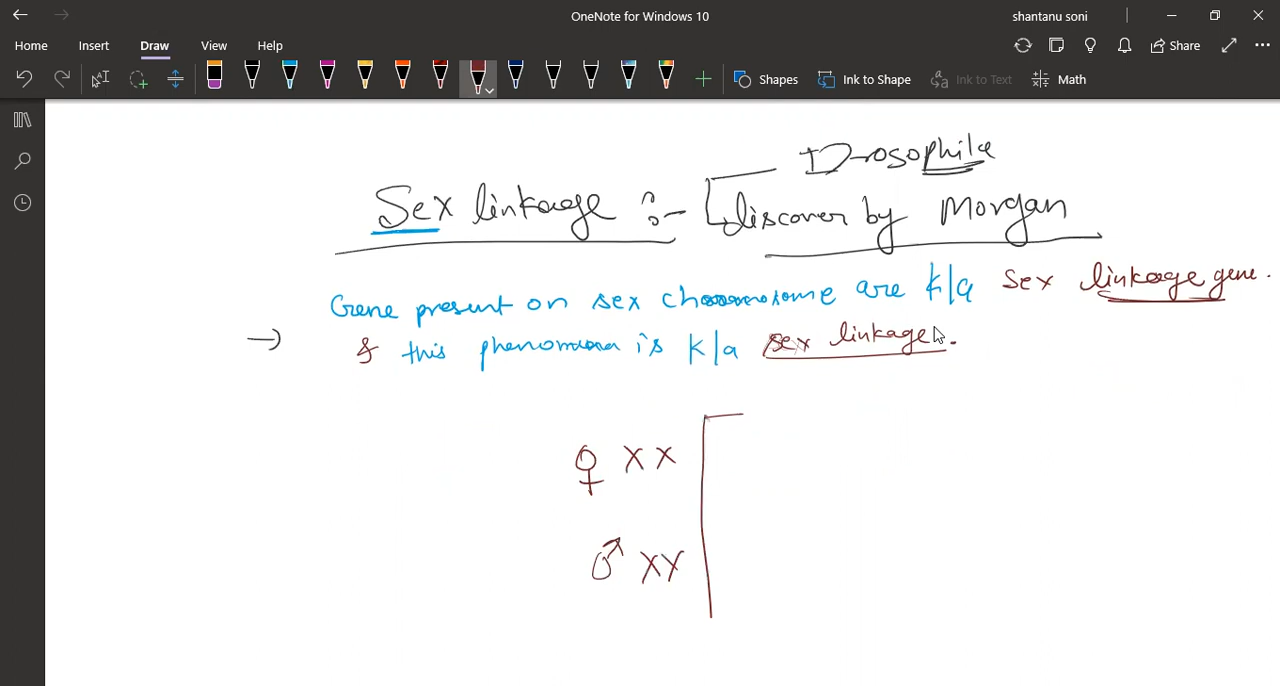 OneNote for Windows 10
shantanu soni
Home Insert Draw View Help
Share
Shapes Ink to Shape Ink to Text Math
Drosophila
Sex linkage :- discover by Morgan
Gene present on sex chromosome are k/a sex linkage gene.
→ & this phenomena is k/a sex linkage.
♀ XX
♂ XY